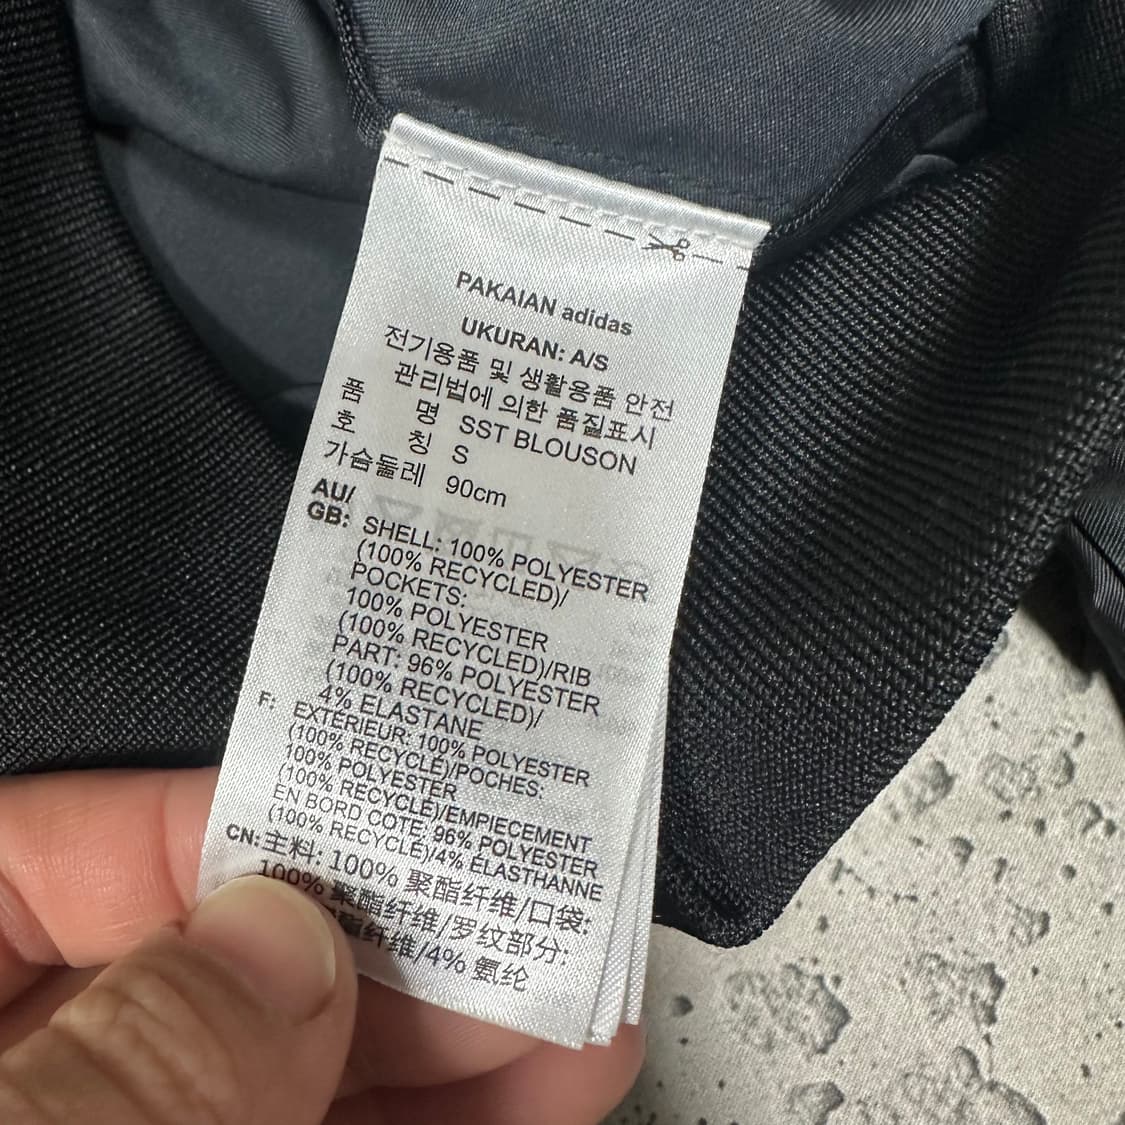 PAKAIAN adidas
UKURAN: A/S
전기용품 및 생활용품 안전
관리법에 의한 품질표시
품 명 SST BLOUSON
호 칭 S
가슴둘레 90cm
AU/
GB: SHELL: 100% POLYESTER
(100% RECYCLED)/
POCKETS:
100% POLYESTER
(100% RECYCLED)/RIB
PART: 96% POLYESTER
(100% RECYCLED)/
4% ELASTANE
F: EXTÉRIEUR: 100% POLYESTER
(100% RECYCLÉ)/POCHES:
100% POLYESTER
(100% RECYCLÉ)/EMPIECEMENT
EN BORD COTE: 96% POLYESTER
(100% RECYCLÉ)/4% ÉLASTHANNE
CN: 主料: 100% 聚酯纤维/口袋:
100% 聚酯纤维/罗纹部分:
酯纤维/4% 氨纶